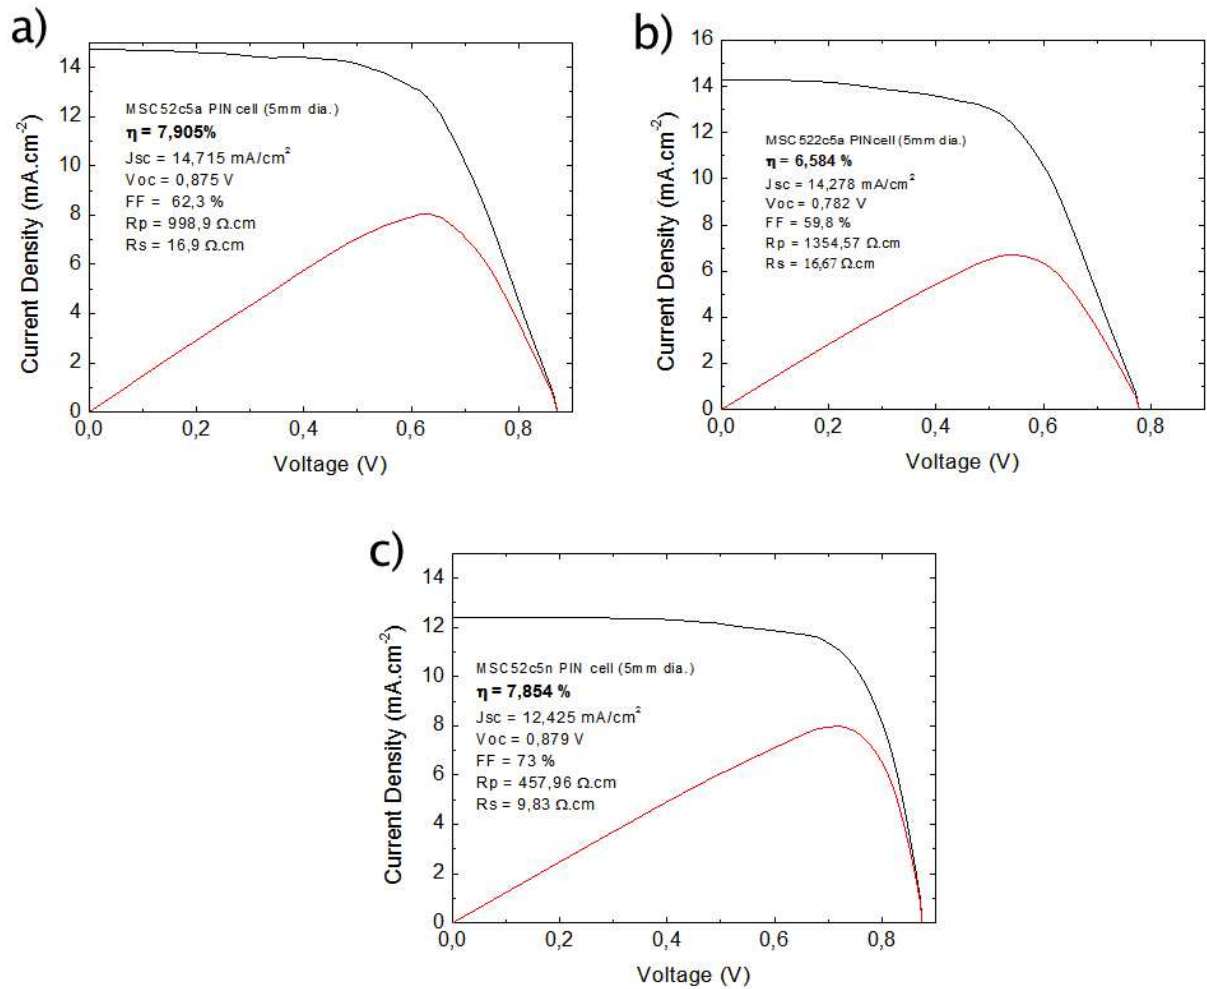 a)
Current Density (mA.cm-2)
14
12
10
8
6
4
2
0
MSC52c5a PIN cell (5mm dia.)
η = 7,905%
Jsc = 14,715 mA/cm2
Voc = 0,875 V
FF = 62,3 %
Rp = 998,9 Ω.cm
Rs = 16,9 Ω.cm
0,0 0,2 0,4 0,6 0,8
Voltage (V)
b)
Current Density (mA.cm-2)
16
14
12
10
8
6
4
2
0
MSC522c5a PINcell (5mm dia.)
η = 6,584 %
Jsc = 14,278 mA/cm2
Voc = 0,782 V
FF = 59,8 %
Rp = 1354,57 Ω.cm
Rs = 16,67 Ω.cm
0,0 0,2 0,4 0,6 0,8
Voltage (V)
c)
Current Density (mA.cm-2)
14
12
10
8
6
4
2
0
MSC52c5n PIN cell (5mm dia.)
η = 7,854 %
Jsc = 12,425 mA/cm2
Voc = 0,879 V
FF = 73 %
Rp = 457,96 Ω.cm
Rs = 9,83 Ω.cm
0,0 0,2 0,4 0,6 0,8
Voltage (V)